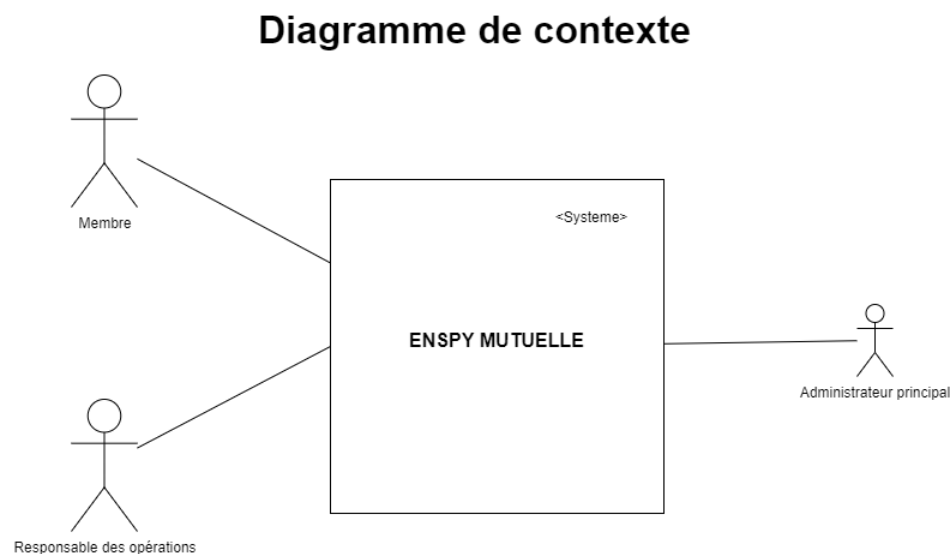 Diagramme de contexte
Membre
<Systeme>
ENSPY MUTUELLE
Administrateur principal
Responsable des opérations